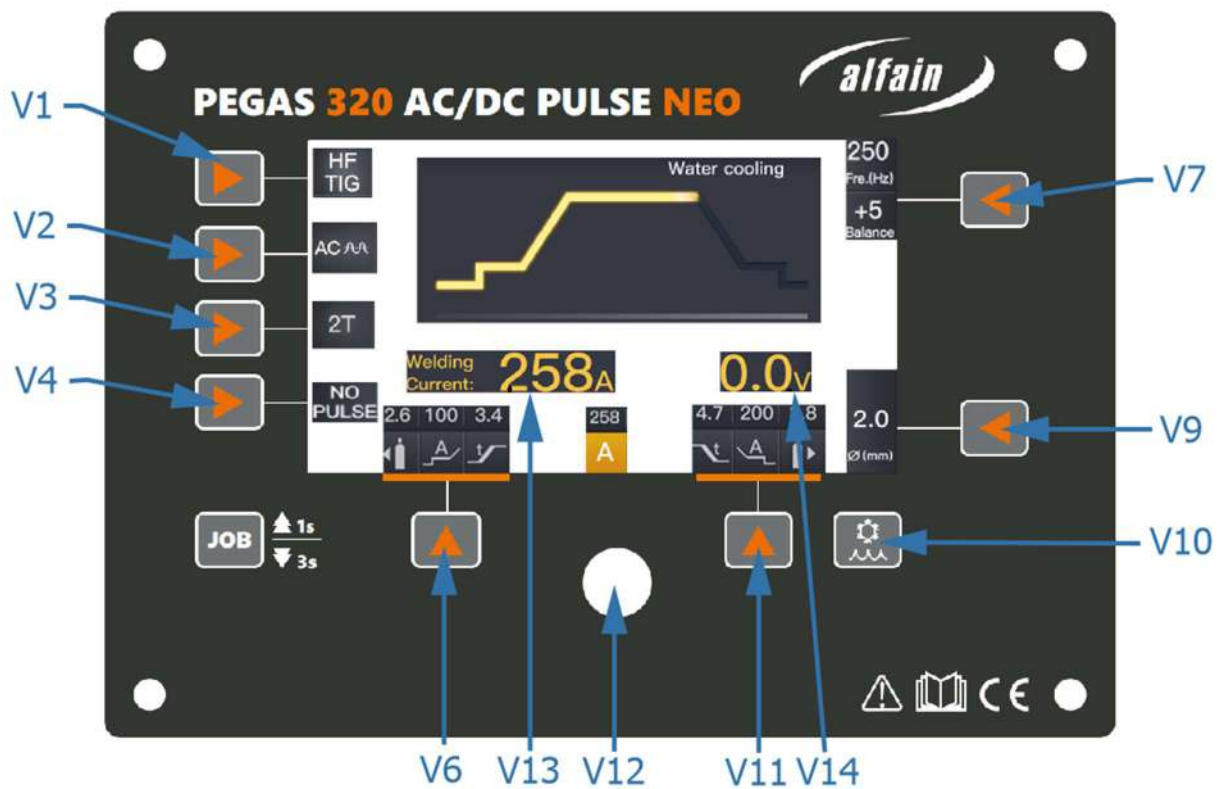 alfain
PEGAS 320 AC/DC PULSE NEO
V1
V2
V3
V4
HF
TIG
AC
2T
NO
PULSE
Water cooling
250
Fre.(Hz)
+5
Balance
V7
Welding
Current: 258A
0.0V
2.6 100 3.4
A t
258
A
4.7 200
t A
2.0
Ø (mm)
V9
JOB 1s
3s
V10
CE
V6 V13 V12 V11 V14